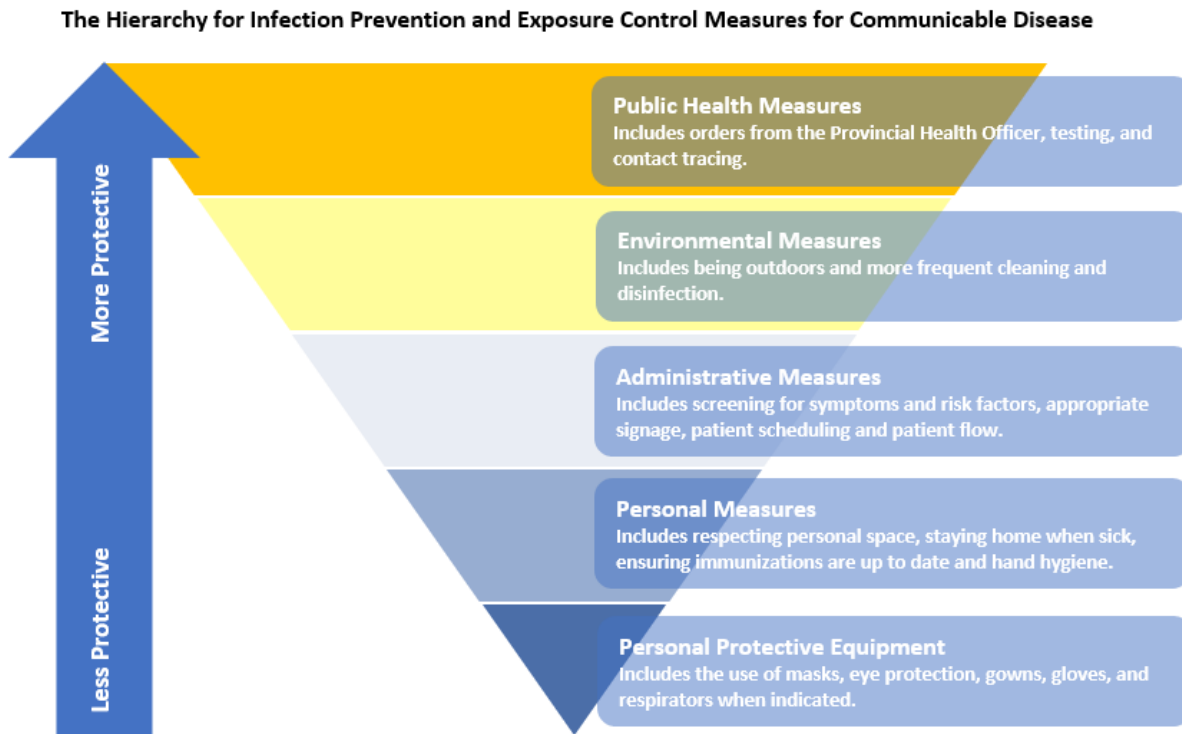 The Hierarchy for Infection Prevention and Exposure Control Measures for Communicable Disease
More Protective
Less Protective
Public Health Measures
Includes orders from the Provincial Health Officer, testing, and
contact tracing.
Environmental Measures
Includes being outdoors and more frequent cleaning and
disinfection.
Administrative Measures
Includes screening for symptoms and risk factors, appropriate
signage, patient scheduling and patient flow.
Personal Measures
Includes respecting personal space, staying home when sick,
ensuring immunizations are up to date and hand hygiene.
Personal Protective Equipment
Includes the use of masks, eye protection, gowns, gloves, and
respirators when indicated.